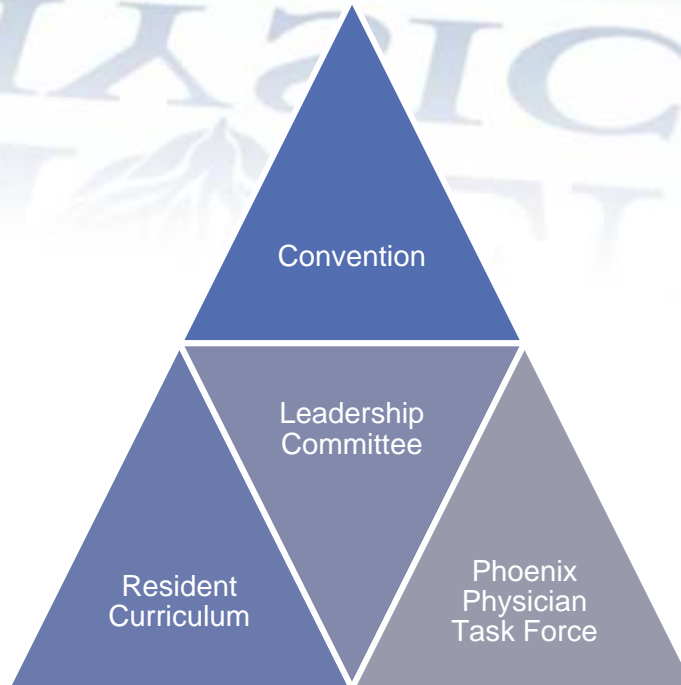 Convention
Leadership
Committee
Resident
Curriculum
Phoenix
Physician
Task Force